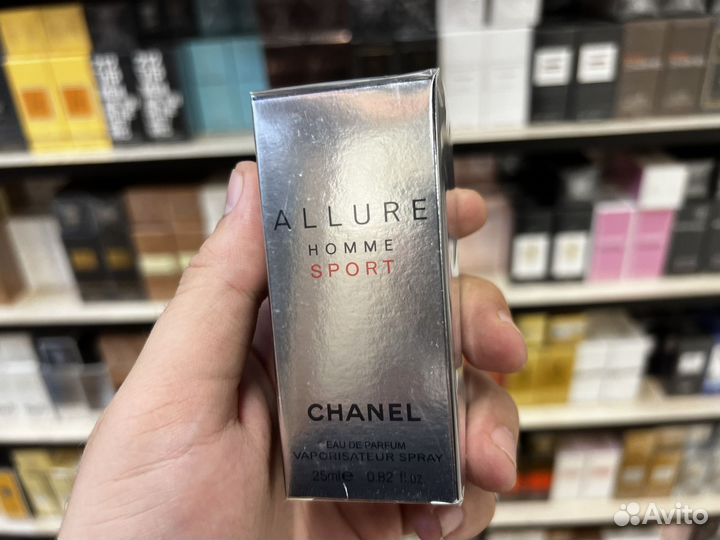 ALLURE
HOMME
SPORT
CHANEL
EAU DE PARFUM
VAPORISATEUR SPRAY
25ml℮ 0.82 fl.oz
Avito